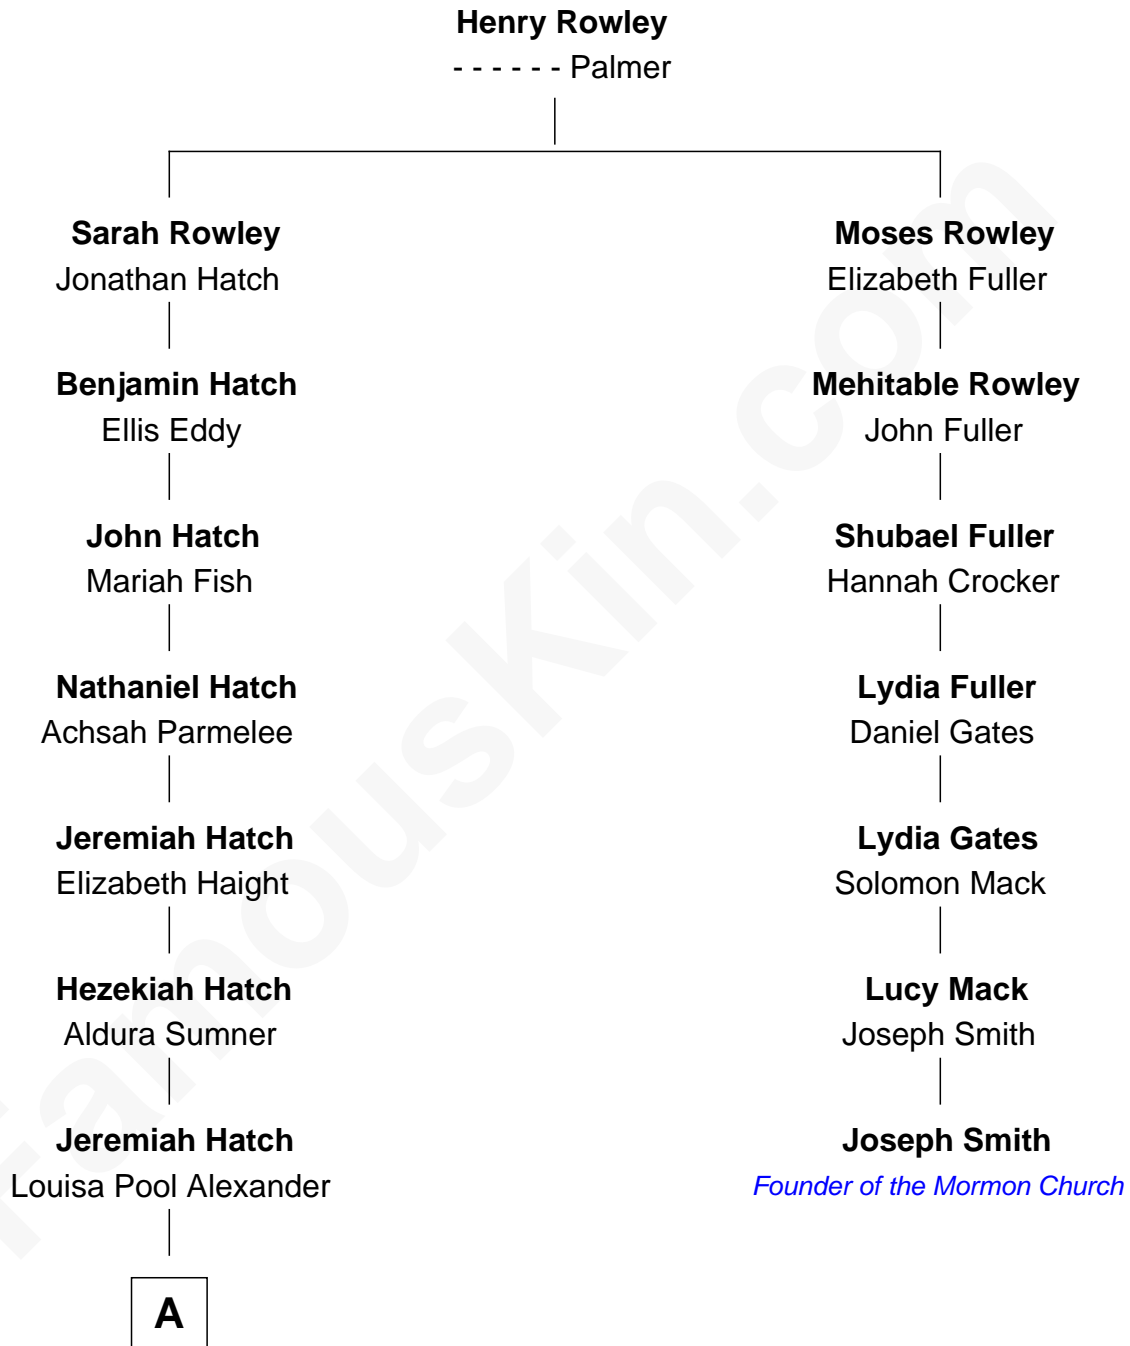 Henry Rowley
- - - - - - Palmer
Sarah Rowley
Jonathan Hatch
Moses Rowley
Elizabeth Fuller
Benjamin Hatch
Ellis Eddy
Mehitable Rowley
John Fuller
John Hatch
Mariah Fish
Shubael Fuller
Hannah Crocker
Nathaniel Hatch
Achsah Parmelee
Lydia Fuller
Daniel Gates
Jeremiah Hatch
Elizabeth Haight
Lydia Gates
Solomon Mack
Hezekiah Hatch
Aldura Sumner
Lucy Mack
Joseph Smith
Jeremiah Hatch
Louisa Pool Alexander
Joseph Smith
Founder of the Mormon Church
A
FamousKin.com